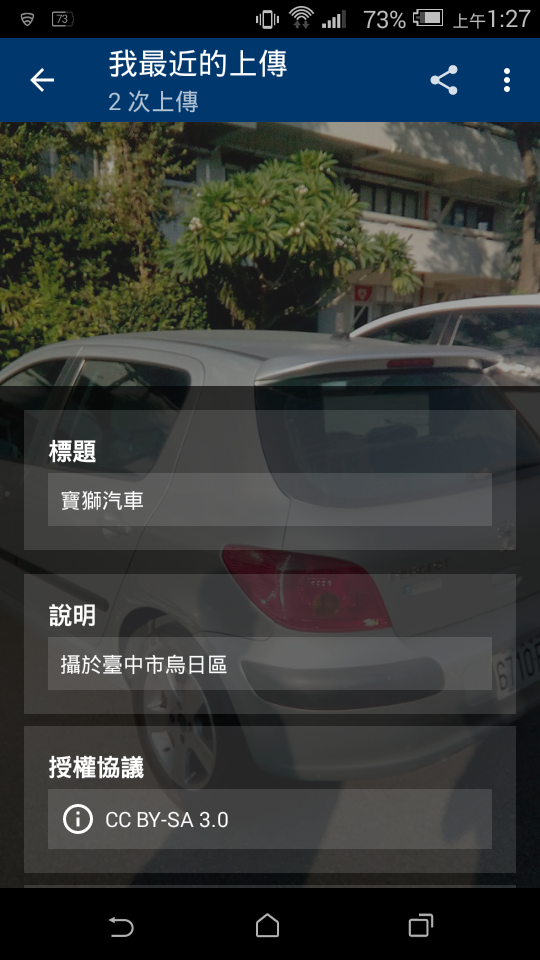 73
73%
上午1:27
我最近的上傳
2 次上傳
標題
寶獅汽車
說明
攝於臺中市烏日區
授權協議
CC BY-SA 3.0
6710